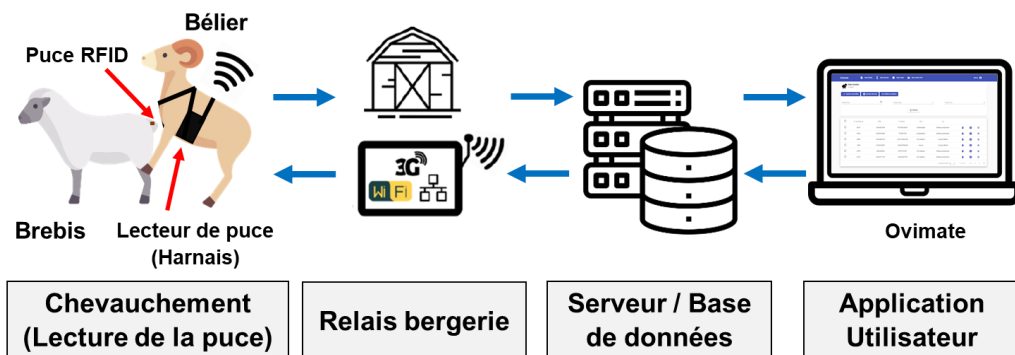 Bélier
Puce RFID
3G
Wi Fi
Brebis
Lecteur de puce
(Harnais)
Ovimate
Chevauchement
(Lecture de la puce)
Relais bergerie
Serveur / Base
de données
Application
Utilisateur